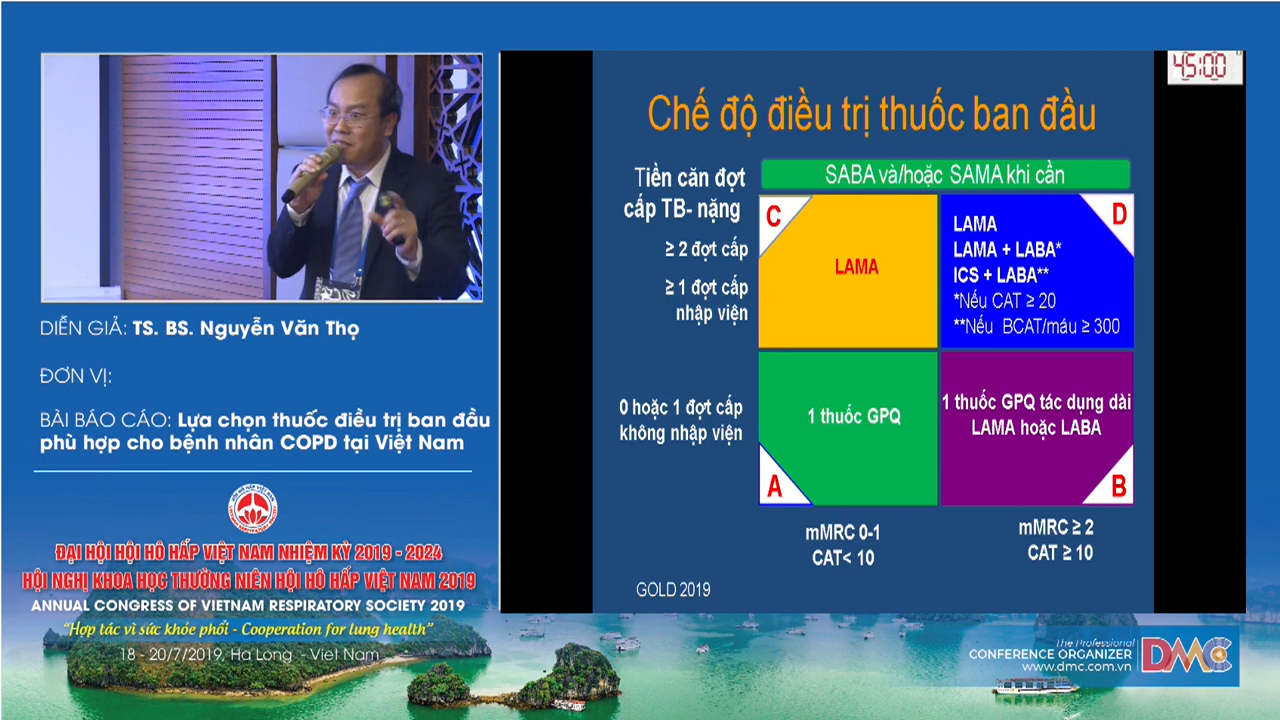 DIỄN GIẢ: TS. BS. Nguyễn Văn Thọ
ĐƠN VỊ:
BÀI BÁO CÁO: Lựa chọn thuốc điều trị ban đầu
phù hợp cho bệnh nhân COPD tại Việt Nam
ĐẠI HỘI HỘI HÔ HẤP VIỆT NAM NHIỆM KỲ 2019 - 2024
HỘI NGHỊ KHOA HỌC THƯỜNG NIÊN HỘI HÔ HẤP VIỆT NAM 2019
ANNUAL CONGRESS OF VIETNAM RESPIRATORY SOCIETY 2019
"Hợp tác vì sức khỏe phổi - Cooperation for lung health"
18 - 20/7/2019, Ha Long - Viet Nam
45:00
Chế độ điều trị thuốc ban đầu
Tiền căn đợt
cấp TB- nặng
≥ 2 đợt cấp
≥ 1 đợt cấp
nhập viện
0 hoặc 1 đợt cấp
không nhập viện
SABA và/hoặc SAMA khi cần
C
LAMA
D
LAMA
LAMA + LABA*
ICS + LABA**
*Nếu CAT ≥ 20
**Nếu BCAT/máu ≥ 300
1 thuốc GPQ
A
1 thuốc GPQ tác dụng dài
LAMA hoặc LABA
B
mMRC 0-1
CAT< 10
mMRC ≥ 2
CAT ≥ 10
GOLD 2019
The Professional
CONFERENCE ORGANIZER
www.dmc.com.vn
DMC